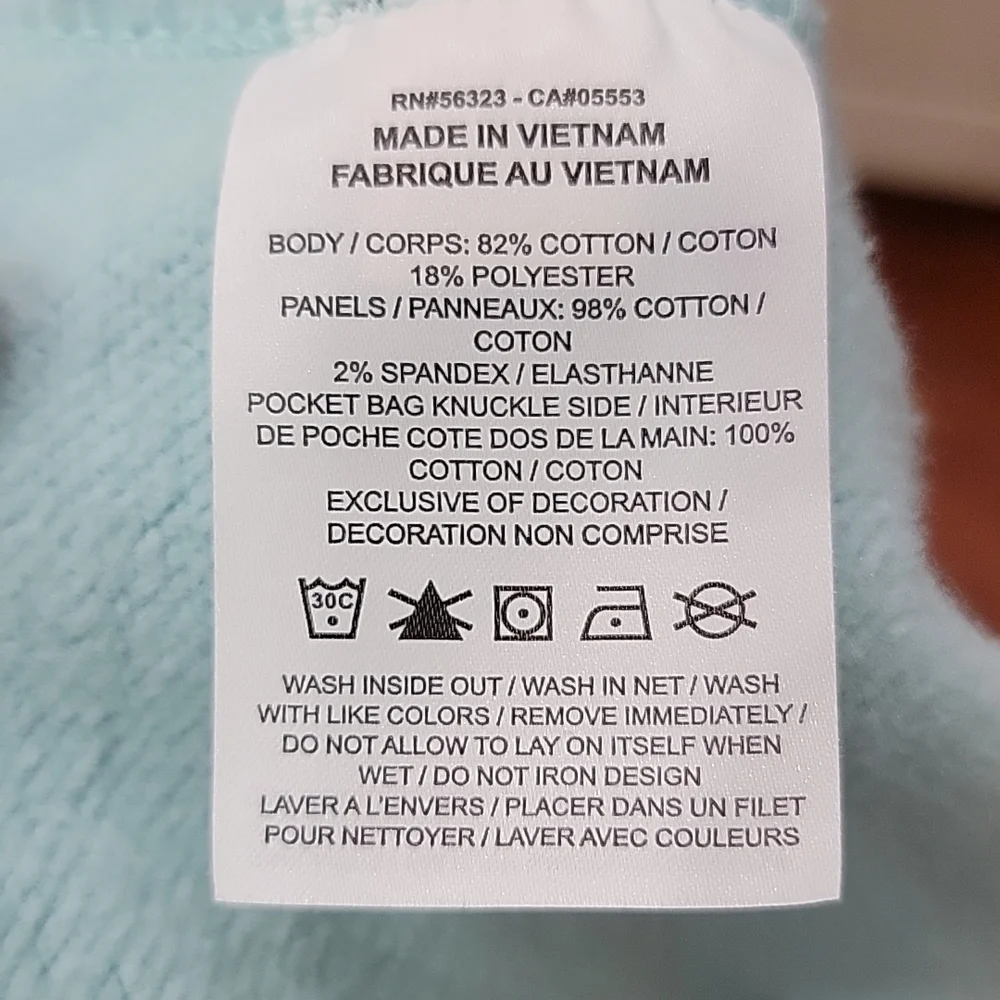 RN#56323 - CA#05553
MADE IN VIETNAM
FABRIQUE AU VIETNAM
BODY / CORPS: 82% COTTON / COTON
18% POLYESTER
PANELS / PANNEAUX: 98% COTTON /
COTON
2% SPANDEX / ELASTHANNE
POCKET BAG KNUCKLE SIDE / INTERIEUR
DE POCHE COTE DOS DE LA MAIN: 100%
COTTON / COTON
EXCLUSIVE OF DECORATION /
DECORATION NON COMPRISE
30C
WASH INSIDE OUT / WASH IN NET / WASH
WITH LIKE COLORS / REMOVE IMMEDIATELY /
DO NOT ALLOW TO LAY ON ITSELF WHEN
WET / DO NOT IRON DESIGN
LAVER A L'ENVERS / PLACER DANS UN FILET
POUR NETTOYER / LAVER AVEC COULEURS